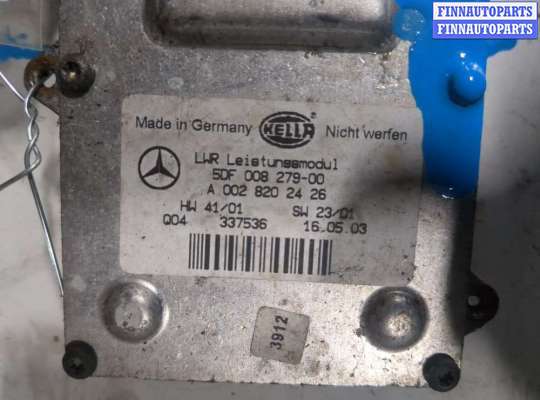 FINNAUTOPARTS
FINNAUTOPARTS
FINNAUTOPARTS
Made in Germany HELLA ® Nicht werfen
LWR Leistungsmodul
5DF 008 279-00
A 002 820 24 26
HW 41/01 SW 23/01
Q04 337536 16.05.03
3912